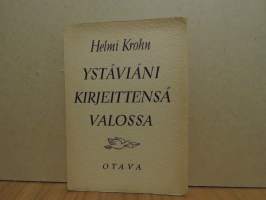 Helmi Krohn
YSTÄVIÄNI
KIRJEITTENSÄ
VALOSSA
OTAVA